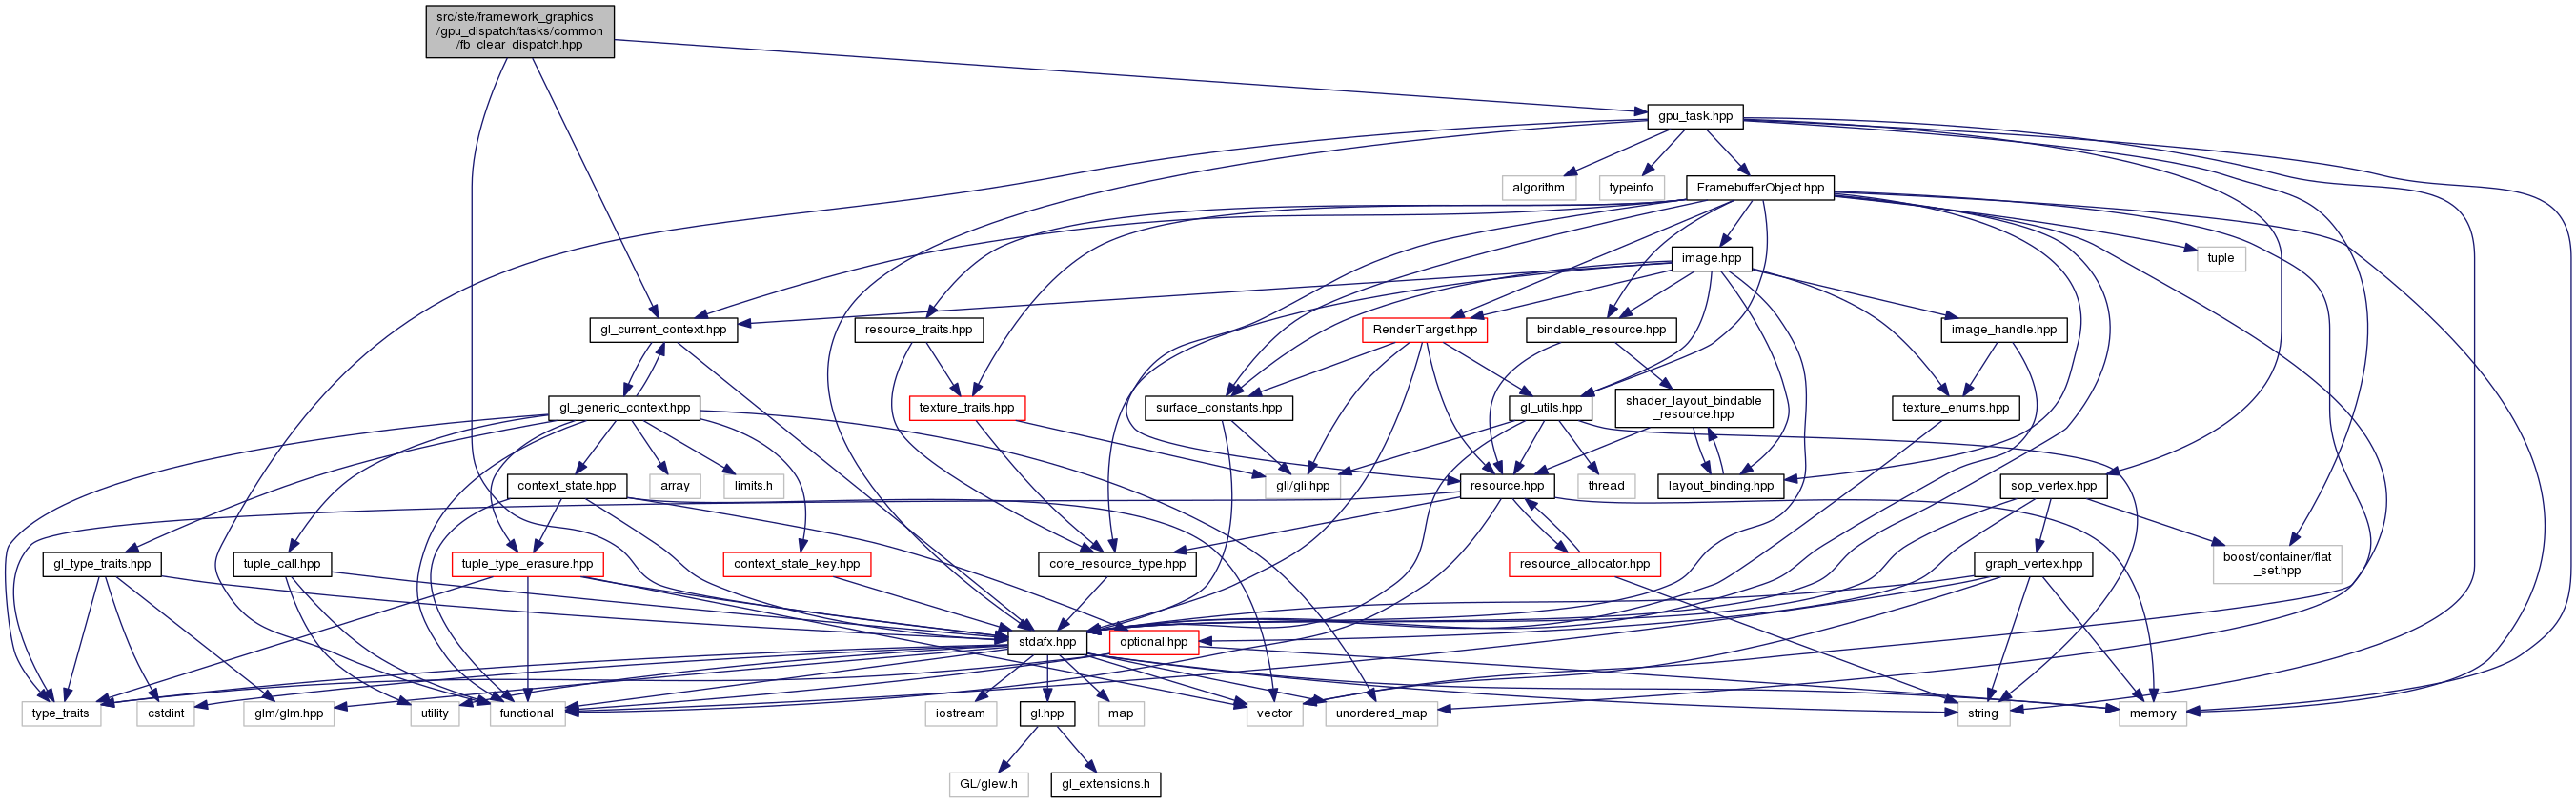 src/ste/framework_graphics
/gpu_dispatch/tasks/common
/fb_clear_dispatch.hpp
gpu_task.hpp
algorithm
typeinfo
FramebufferObject.hpp
image.hpp
tuple
gl_current_context.hpp
resource_traits.hpp
RenderTarget.hpp
bindable_resource.hpp
image_handle.hpp
gl_generic_context.hpp
texture_traits.hpp
surface_constants.hpp
gl_utils.hpp
shader_layout_bindable
_resource.hpp
texture_enums.hpp
context_state.hpp
array
limits.h
gli/gli.hpp
resource.hpp
thread
layout_binding.hpp
sop_vertex.hpp
gl_type_traits.hpp
tuple_call.hpp
tuple_type_erasure.hpp
context_state_key.hpp
core_resource_type.hpp
resource_allocator.hpp
graph_vertex.hpp
boost/container/flat
_set.hpp
stdafx.hpp
optional.hpp
type_traits
cstdint
glm/glm.hpp
utility
functional
iostream
gl.hpp
map
vector
unordered_map
string
memory
GL/glew.h
gl_extensions.h